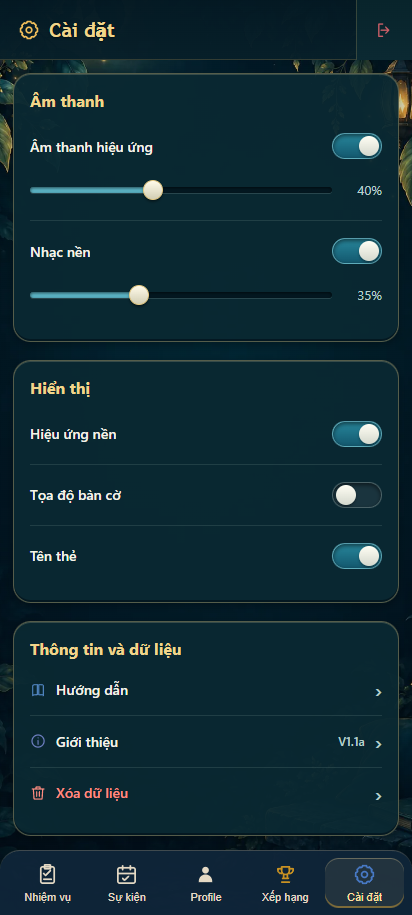 Cài đặt
Âm thanh
Âm thanh hiệu ứng
40%
Nhạc nền
35%
Hiển thị
Hiệu ứng nền
Tọa độ bàn cờ
Tên thẻ
Thông tin và dữ liệu
Hướng dẫn
Giới thiệu V1.1a
Xóa dữ liệu
Nhiệm vụ Sự kiện Profile Xếp hạng Cài đặt